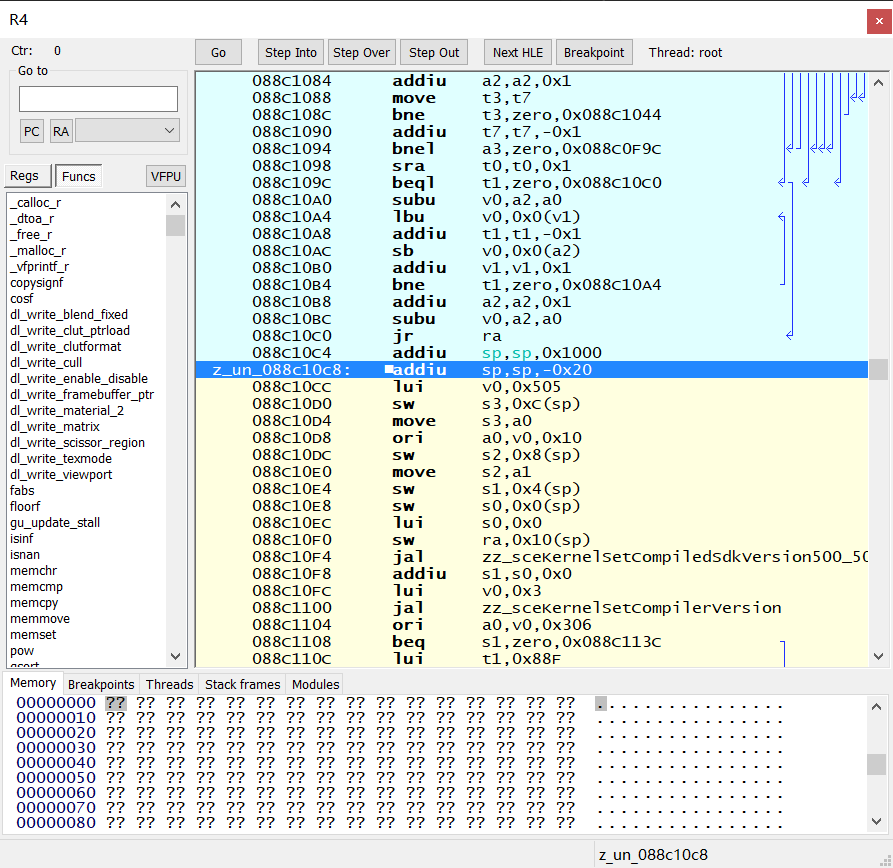 R4
Ctr: 0
Go to
PC RA
Go Step Into Step Over Step Out Next HLE Breakpoint Thread: root
Regs Funcs VFPU
_calloc_r
_dtoa_r
_free_r
_malloc_r
_vfprintf_r
copysignf
cosf
dl_write_blend_fixed
dl_write_clut_ptrload
dl_write_clutformat
dl_write_cull
dl_write_enable_disable
dl_write_framebuffer_ptr
dl_write_material_2
dl_write_matrix
dl_write_scissor_region
dl_write_texmode
dl_write_viewport
fabs
floorf
gu_update_stall
isinf
isnan
memchr
memcmp
memcpy
memmove
memset
pow
qsort
088C1084 addiu a2,a2,0x1
088C1088 move t3,t7
088C108C bne t3,zero,0x088C1044
088C1090 addiu t7,t7,-0x1
088C1094 bnel a3,zero,0x088C0F9C
088C1098 sra t0,t0,0x1
088C109C beql t1,zero,0x088C10C0
088C10A0 subu v0,a2,a0
088C10A4 lbu v0,0x0(v1)
088C10A8 addiu t1,t1,-0x1
088C10AC sb v0,0x0(a2)
088C10B0 addiu v1,v1,0x1
088C10B4 bne t1,zero,0x088C10A4
088C10B8 addiu a2,a2,0x1
088C10BC subu v0,a2,a0
088C10C0 jr ra
088C10C4 addiu sp,sp,0x1000
z_un_088c10c8: addiu sp,sp,-0x20
088C10CC lui v0,0x505
088C10D0 sw s3,0xC(sp)
088C10D4 move s3,a0
088C10D8 ori a0,v0,0x10
088C10DC sw s2,0x8(sp)
088C10E0 move s2,a1
088C10E4 sw s1,0x4(sp)
088C10E8 sw s0,0x0(sp)
088C10EC lui s0,0x0
088C10F0 sw ra,0x10(sp)
088C10F4 jal zz_sceKernelSetCompiledSdkVersion500_50
088C10F8 addiu s1,s0,0x0
088C10FC lui v0,0x3
088C1100 jal zz_sceKernelSetCompilerVersion
088C1104 ori a0,v0,0x306
088C1108 beq s1,zero,0x088C113C
088C110C lui t1,0x88F
Memory Breakpoints Threads Stack frames Modules
00000000 ?? ?? ?? ?? ?? ?? ?? ?? ?? ?? ?? ?? ?? ?? ?? ?? ................
00000010 ?? ?? ?? ?? ?? ?? ?? ?? ?? ?? ?? ?? ?? ?? ?? ?? ................
00000020 ?? ?? ?? ?? ?? ?? ?? ?? ?? ?? ?? ?? ?? ?? ?? ?? ................
00000030 ?? ?? ?? ?? ?? ?? ?? ?? ?? ?? ?? ?? ?? ?? ?? ?? ................
00000040 ?? ?? ?? ?? ?? ?? ?? ?? ?? ?? ?? ?? ?? ?? ?? ?? ................
00000050 ?? ?? ?? ?? ?? ?? ?? ?? ?? ?? ?? ?? ?? ?? ?? ?? ................
00000060 ?? ?? ?? ?? ?? ?? ?? ?? ?? ?? ?? ?? ?? ?? ?? ?? ................
00000070 ?? ?? ?? ?? ?? ?? ?? ?? ?? ?? ?? ?? ?? ?? ?? ?? ................
00000080 ?? ?? ?? ?? ?? ?? ?? ?? ?? ?? ?? ?? ?? ?? ?? ?? ................
z_un_088c10c8